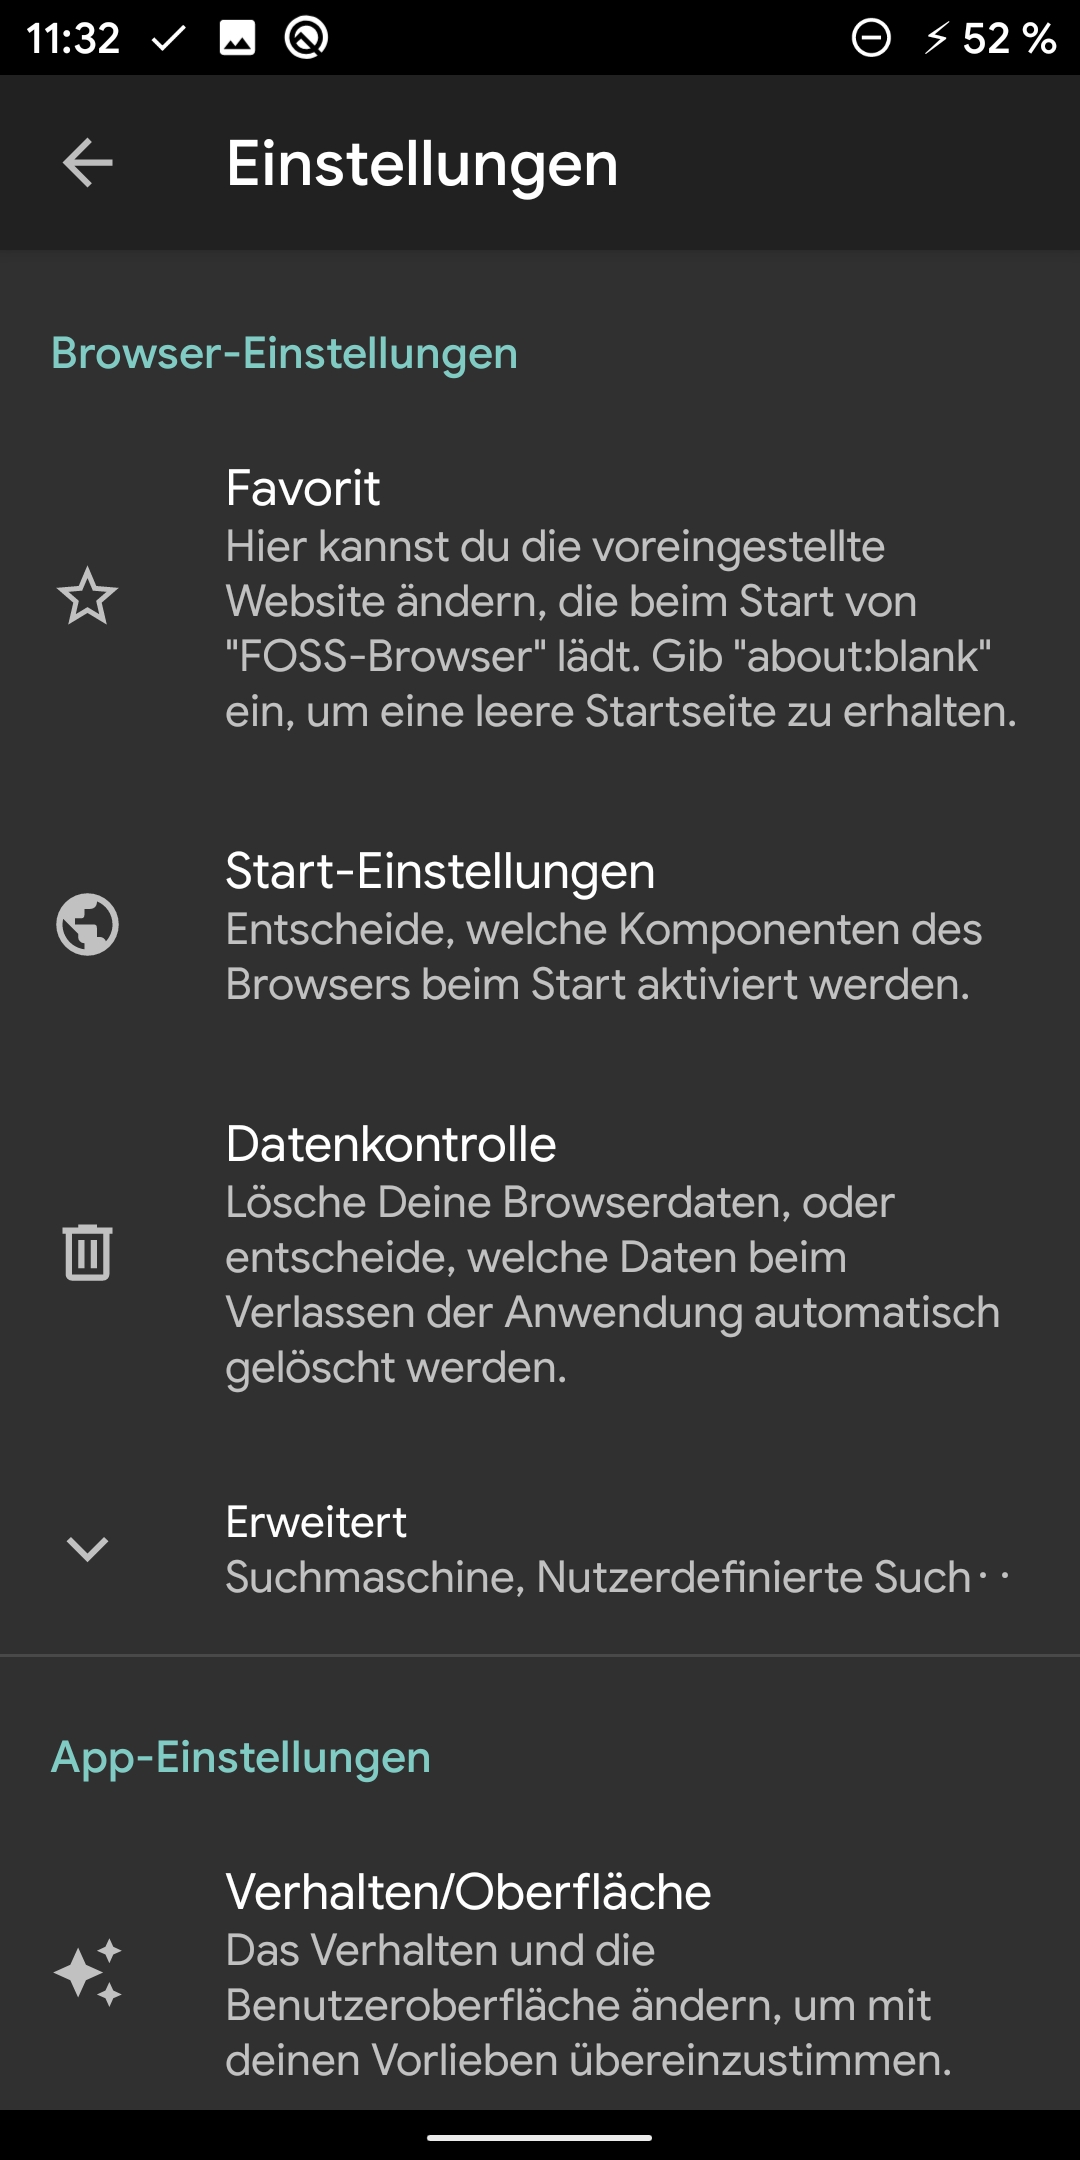 11:32
52 %
Einstellungen
Browser-Einstellungen
Favorit
Hier kannst du die voreingestellte
Website ändern, die beim Start von
"FOSS-Browser" lädt. Gib "about:blank"
ein, um eine leere Startseite zu erhalten.
Start-Einstellungen
Entscheide, welche Komponenten des
Browsers beim Start aktiviert werden.
Datenkontrolle
Lösche Deine Browserdaten, oder
entscheide, welche Daten beim
Verlassen der Anwendung automatisch
gelöscht werden.
Erweitert
Suchmaschine, Nutzerdefinierte Such··
App-Einstellungen
Verhalten/Oberfläche
Das Verhalten und die
Benutzeroberfläche ändern, um mit
deinen Vorlieben übereinzustimmen.